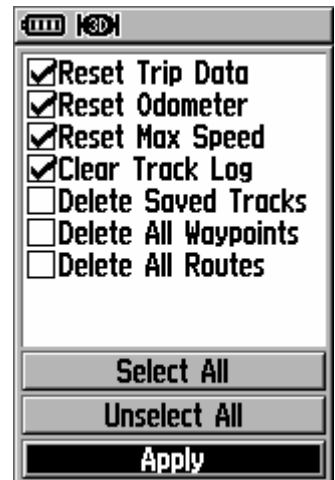 3D
Reset Trip Data
Reset Odometer
Reset Max Speed
Clear Track Log
Delete Saved Tracks
Delete All Waypoints
Delete All Routes
Select All
Unselect All
Apply